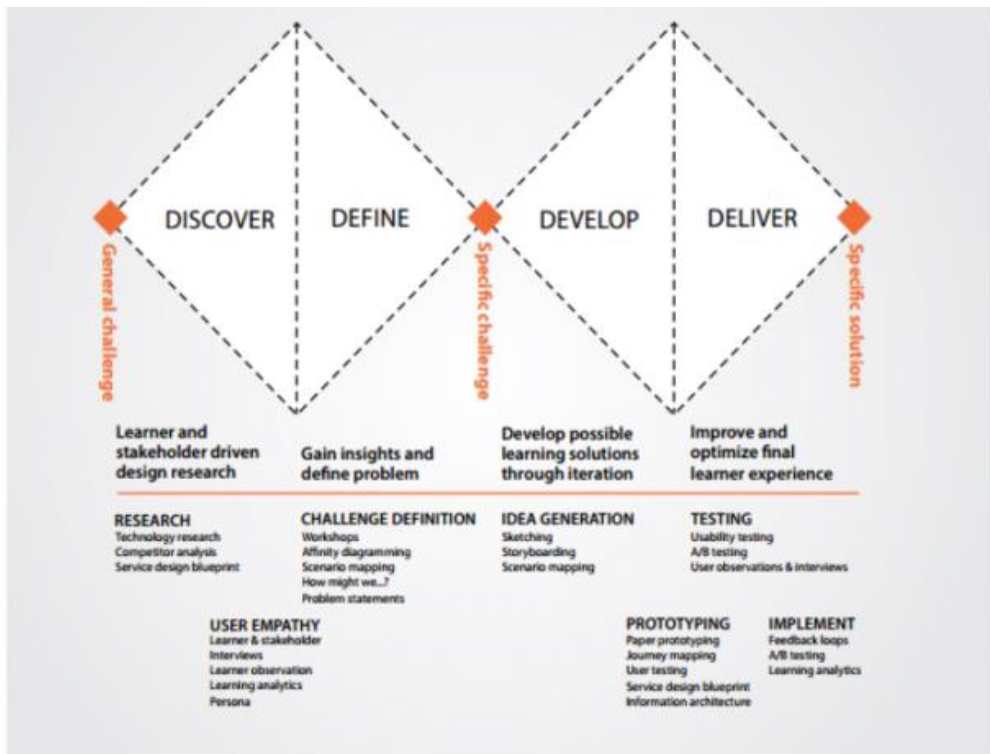 DISCOVER
DEFINE
DEVELOP
DELIVER
General challenge
Specific challenge
Specific solution
Learner and
stakeholder driven
design research
Gain insights and
define problem
Develop possible
learning solutions
through iteration
Improve and
optimize final
learner experience
RESEARCH
Technology research
Competitor analysis
Service design blueprint
CHALLENGE DEFINITION
Workshops
Affinity diagramming
Scenario mapping
How might we...?
Problem statements
IDEA GENERATION
Sketching
Storyboarding
Scenario mapping
TESTING
Usability testing
A/B testing
User observations & interviews
USER EMPATHY
Learner & stakeholder
Interviews
Learner observation
Learning analytics
Persona
PROTOTYPING
Paper prototyping
Journey mapping
User testing
Service design blueprint
Information architecture
IMPLEMENT
Feedback loops
A/B testing
Learning analytics